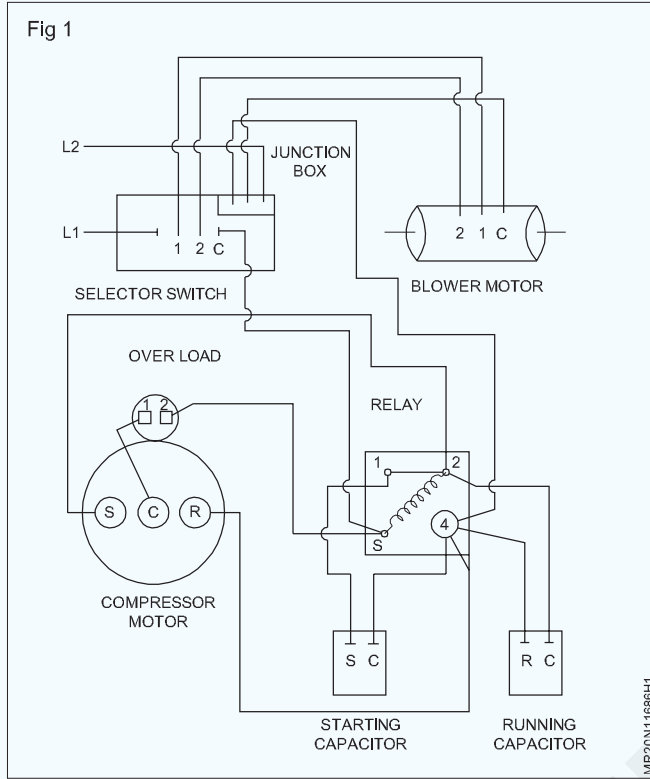 Fig 1
L2
JUNCTION
BOX
L1
1 2 C
2 1 C
SELECTOR SWITCH
BLOWER MOTOR
OVER LOAD
1 2
RELAY
1 2
S C R
4
S
COMPRESSOR
MOTOR
S C
R C
STARTING
CAPACITOR
RUNNING
CAPACITOR
MR20N11686H1